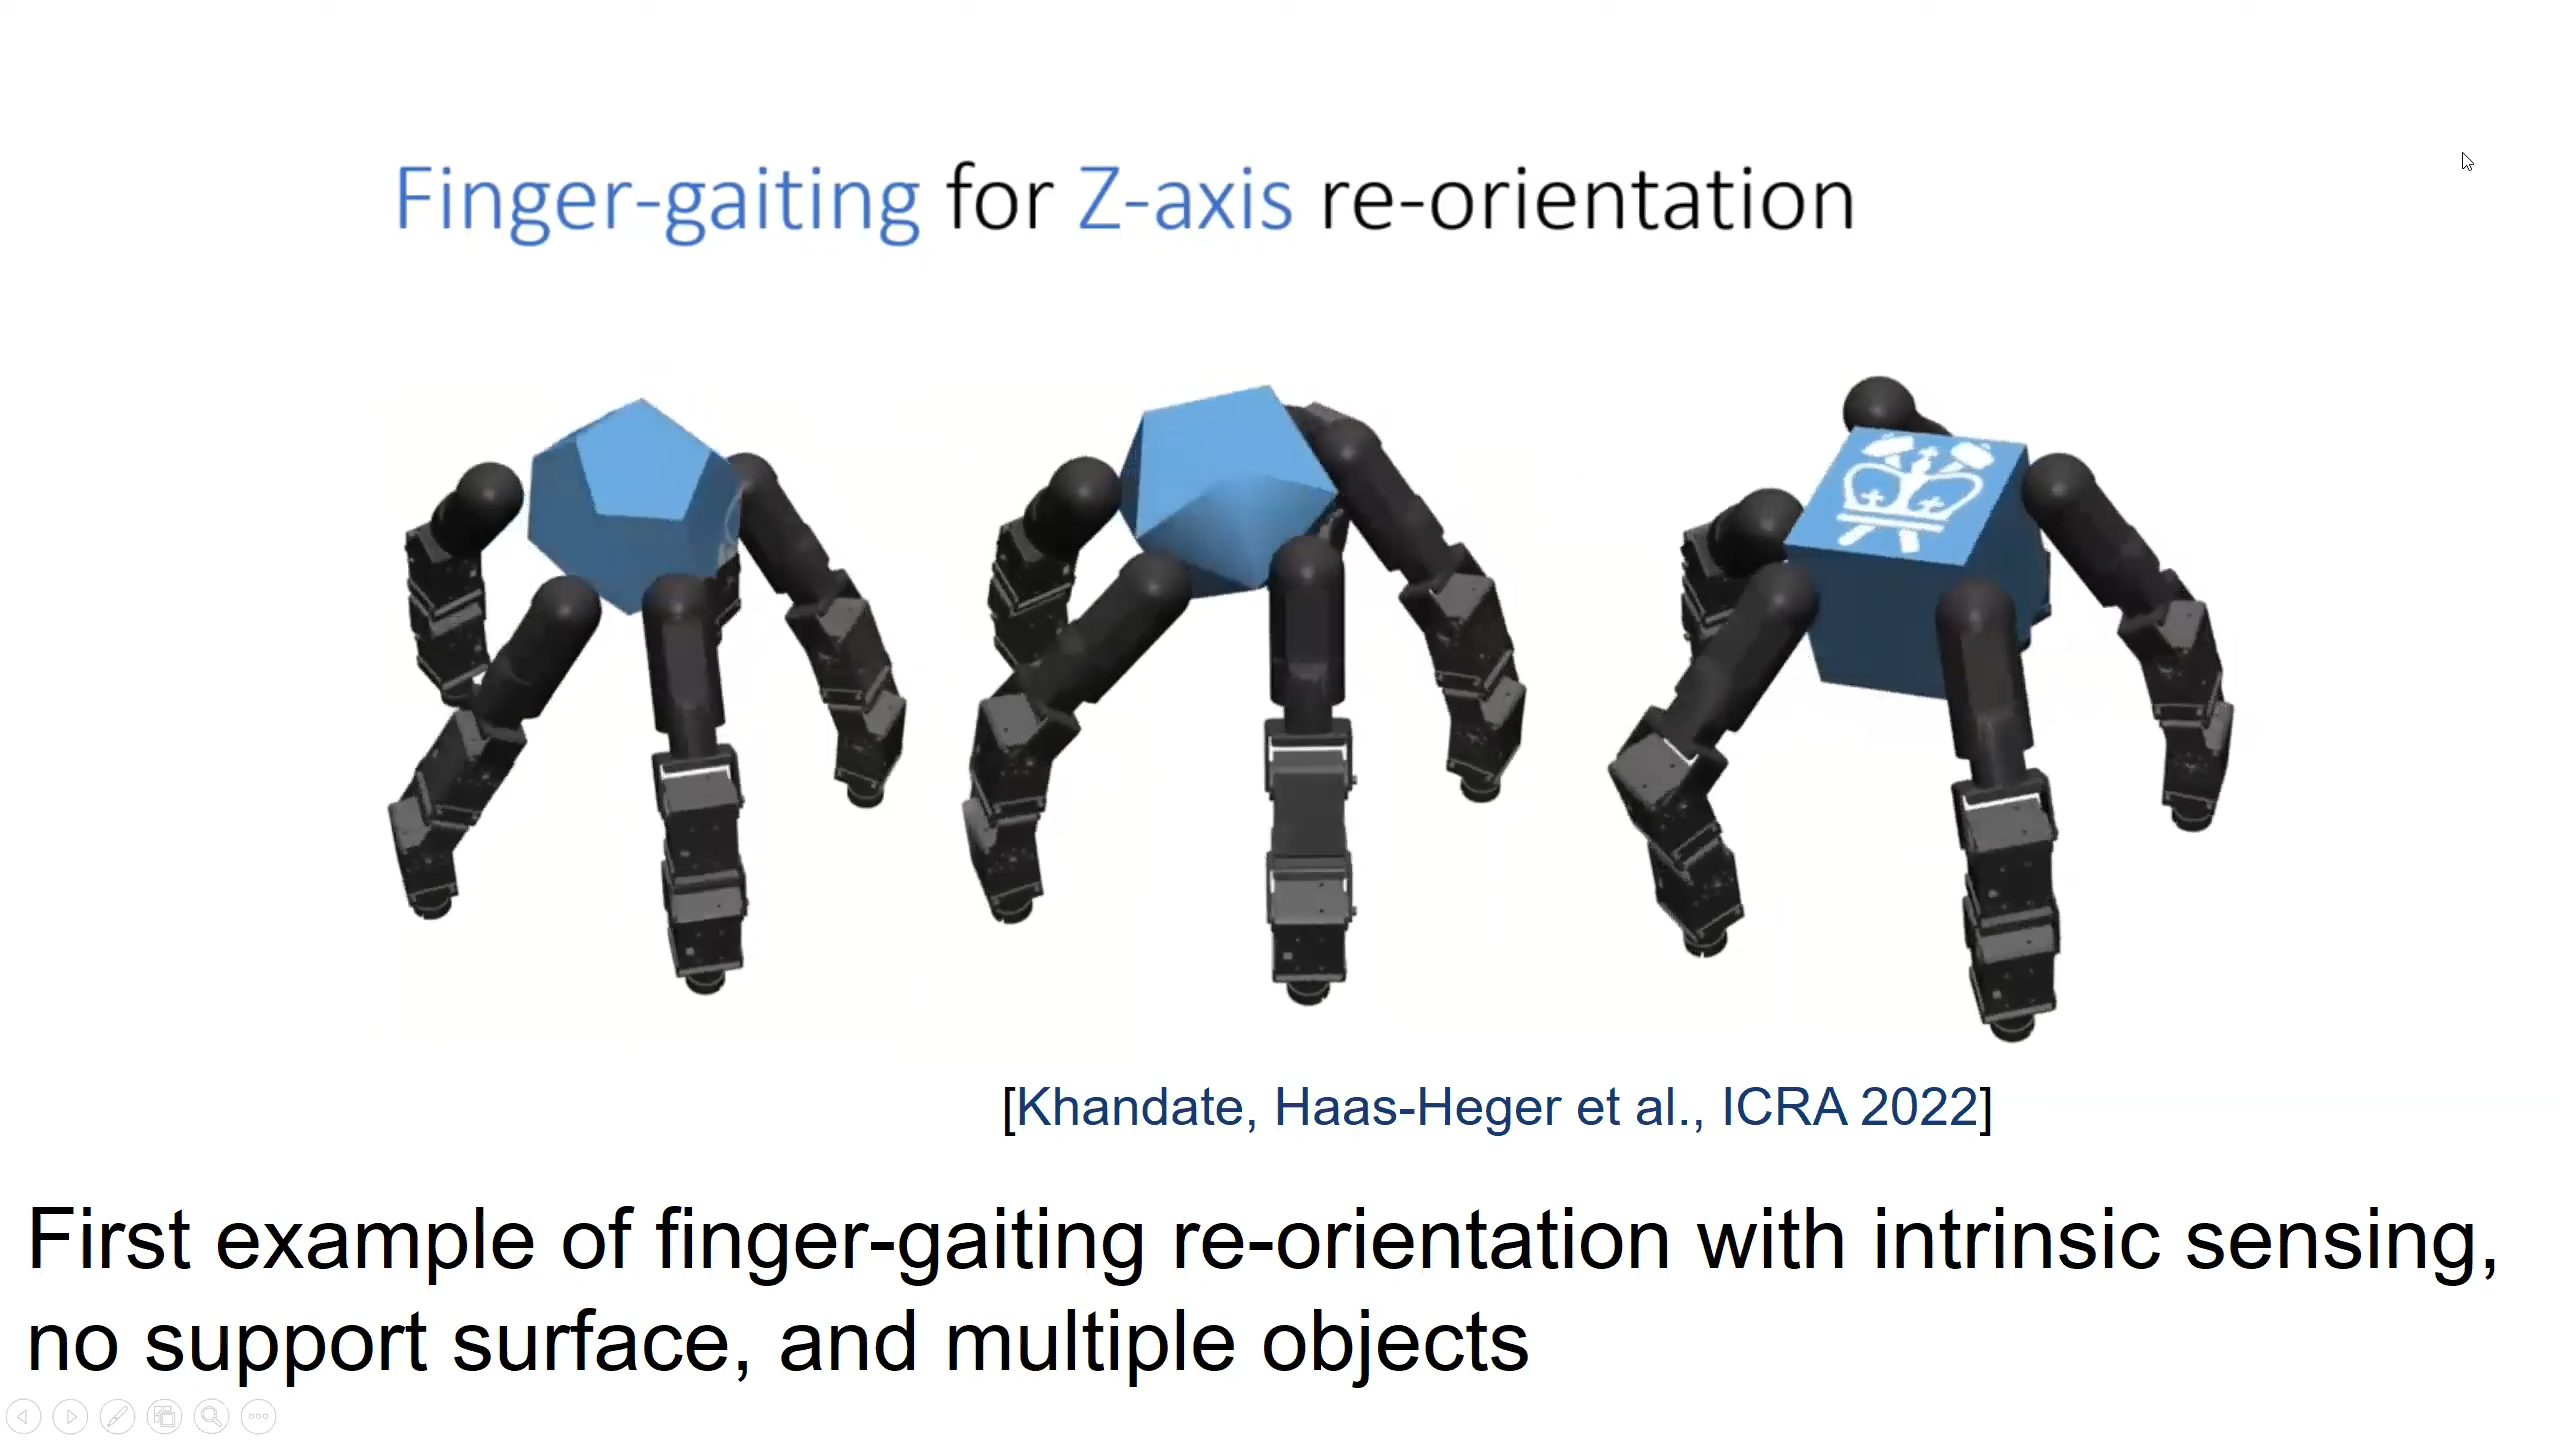 Finger-gaiting for Z-axis re-orientation
[Khandate, Haas-Heger et al., ICRA 2022]
First example of finger-gaiting re-orientation with intrinsic sensing,
no support surface, and multiple objects